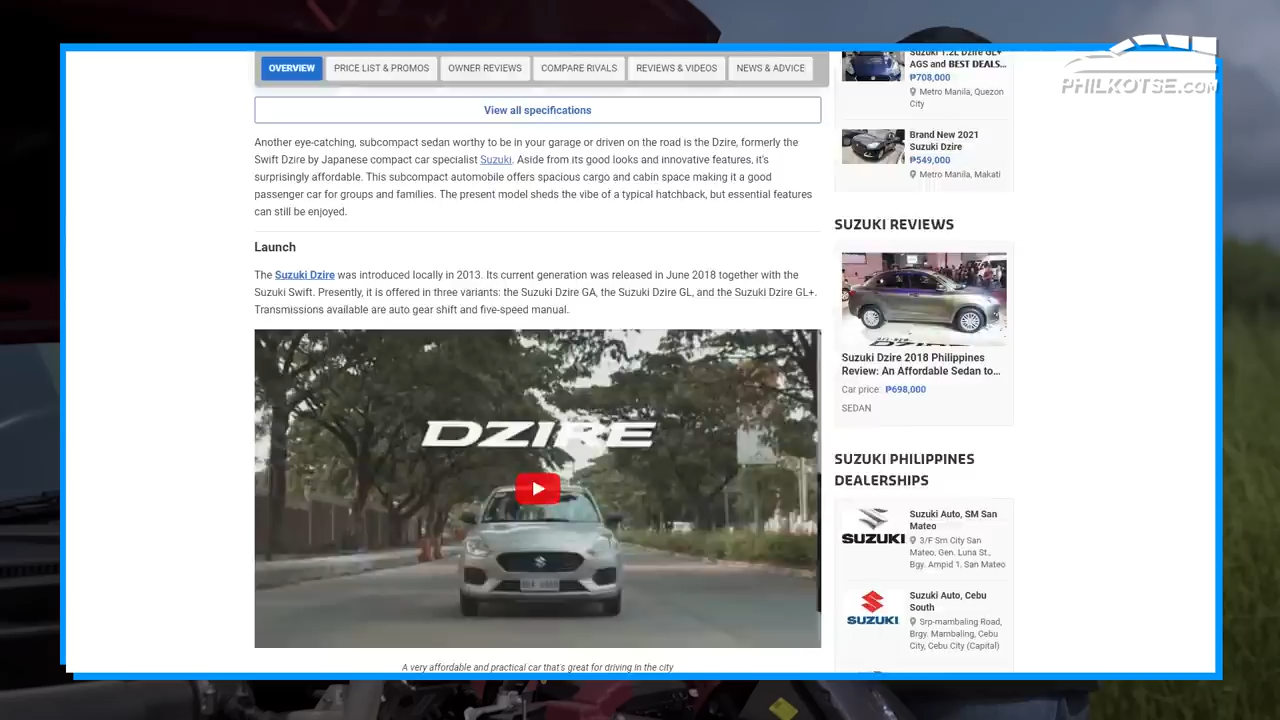 PHILKOTSE.COM
OVERVIEW
PRICE LIST & PROMOS
OWNER REVIEWS
COMPARE RIVALS
REVIEWS & VIDEOS
NEWS & ADVICE
View all specifications
Another eye-catching, subcompact sedan worthy to be in your garage or driven on the road is the Dzire, formerly the
Swift Dzire by Japanese compact car specialist Suzuki. Aside from its good looks and innovative features, it's
surprisingly affordable. This subcompact automobile offers spacious cargo and cabin space making it a good
passenger car for groups and families. The present model sheds the vibe of a typical hatchback, but essential features
can still be enjoyed.
Launch
The Suzuki Dzire was introduced locally in 2013. Its current generation was released in June 2018 together with the
Suzuki Swift. Presently, it is offered in three variants: the Suzuki Dzire GA, the Suzuki Dzire GL, and the Suzuki Dzire GL+.
Transmissions available are auto gear shift and five-speed manual.
DZIRE
A very affordable and practical car that's great for driving in the city
Suzuki 1.2L Dzire GL+
AGS and BEST DEALS...
₱708,000
Metro Manila, Quezon
City
Brand New 2021
Suzuki Dzire
₱549,000
Metro Manila, Makati
SUZUKI REVIEWS
DZIRE
Suzuki Dzire 2018 Philippines
Review: An Affordable Sedan to...
Car price: ₱698,000
SEDAN
SUZUKI PHILIPPINES
DEALERSHIPS
SUZUKI
Suzuki Auto, SM San
Mateo
3/F Sm City San
Mateo, Gen. Luna St.,
Bgy. Ampid 1, San Mateo
SUZUKI
Suzuki Auto, Cebu
South
Srp-mambaling Road,
Brgy. Mambaling, Cebu
City, Cebu City (Capital)